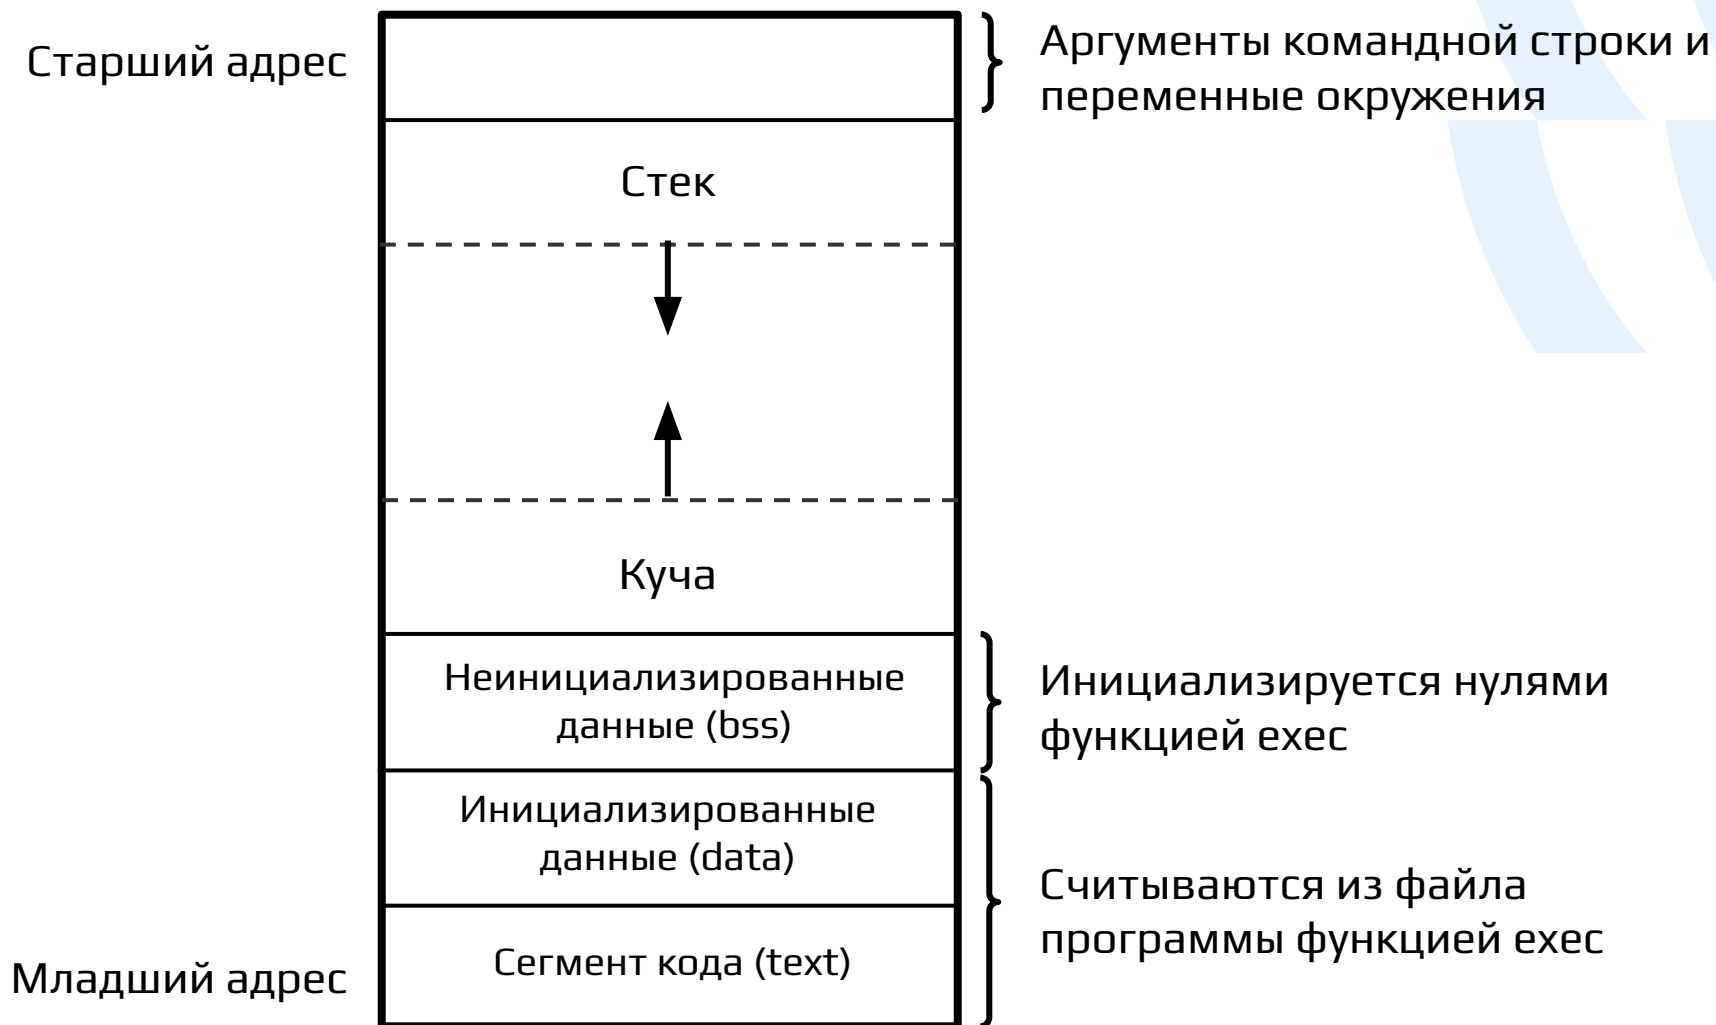 Старший адрес
Аргументы командной строки и
переменные окружения
Стек
Куча
Неинициализированные
данные (bss)
Инициализируется нулями
функцией exec
Инициализированные
данные (data)
Считываются из файла
программы функцией exec
Сегмент кода (text)
Младший адрес